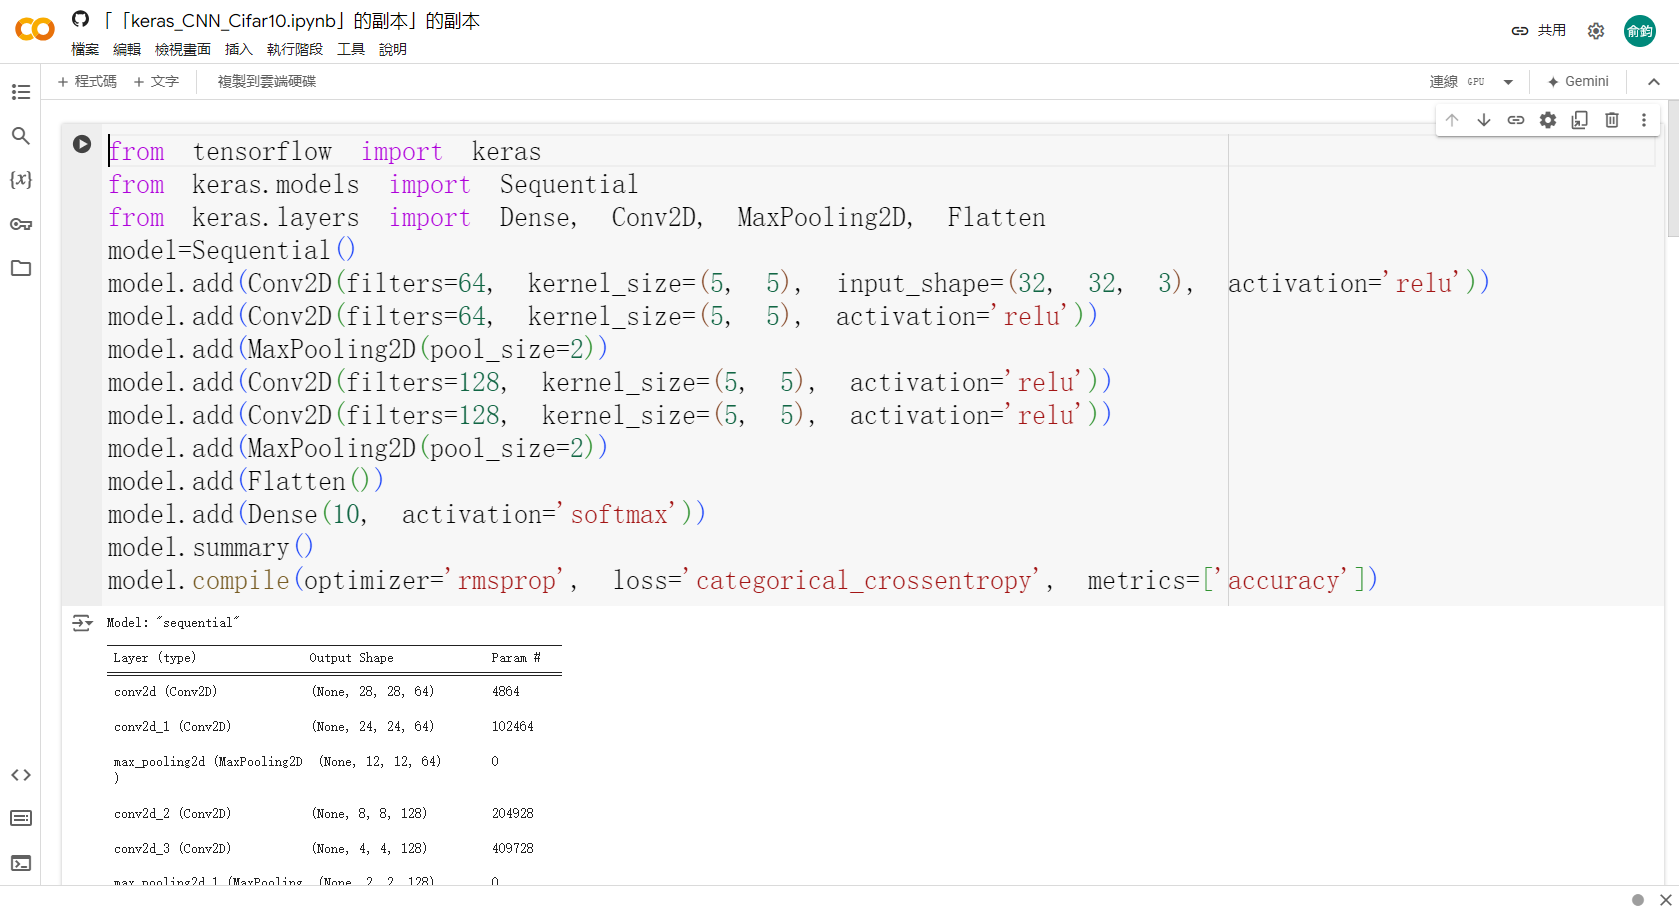 「「keras_CNN_Cifar10.ipynb」的副本」的副本
檔案 編輯 檢視畫面 插入 執行階段 工具 說明
共用
俞鈞
+ 程式碼 + 文字 複製到雲端硬碟
連線 GPU
Gemini
from tensorflow import keras
from keras.models import Sequential
from keras.layers import Dense, Conv2D, MaxPooling2D, Flatten
model=Sequential()
model.add(Conv2D(filters=64, kernel_size=(5, 5), input_shape=(32, 32, 3), activation='relu'))
model.add(Conv2D(filters=64, kernel_size=(5, 5), activation='relu'))
model.add(MaxPooling2D(pool_size=2))
model.add(Conv2D(filters=128, kernel_size=(5, 5), activation='relu'))
model.add(Conv2D(filters=128, kernel_size=(5, 5), activation='relu'))
model.add(MaxPooling2D(pool_size=2))
model.add(Flatten())
model.add(Dense(10, activation='softmax'))
model.summary()
model.compile(optimizer='rmsprop', loss='categorical_crossentropy', metrics=['accuracy'])
Model: "sequential"
Layer (type) Output Shape Param #
conv2d (Conv2D) (None, 28, 28, 64) 4864
conv2d_1 (Conv2D) (None, 24, 24, 64) 102464
max_pooling2d (MaxPooling2D (None, 12, 12, 64) 0
)
conv2d_2 (Conv2D) (None, 8, 8, 128) 204928
conv2d_3 (Conv2D) (None, 4, 4, 128) 409728
max_pooling2d_1 (MaxPooling (None, 2, 2, 128) 0